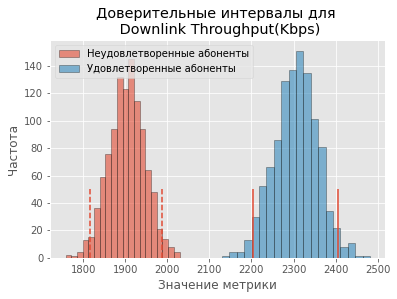 Доверительные интервалы для
Downlink Throughput(Kbps)
Неудовлетворенные абоненты
Удовлетворенные абоненты
Частота
140
120
100
80
60
40
20
0
1800 1900 2000 2100 2200 2300 2400 2500
Значение метрики